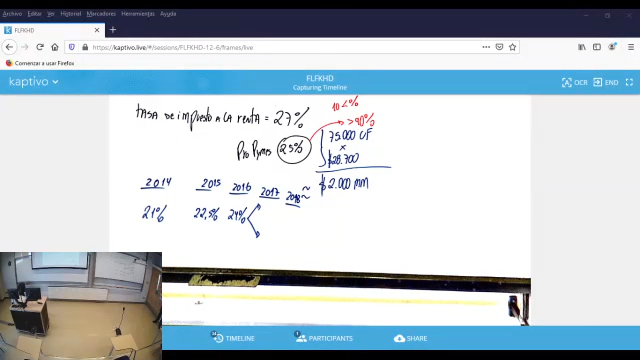 Archivo Editar Ver Historial Marcadores Herramientas Ayuda
FLFKHD
https://kaptivo.live/#/sessions/FLFKHD-12-6/frames/live
Comenzar a usar Firefox
kaptivo
FLFKHD
Capturing Timeline
OCR
END
TASA DE IMPUESTO A LA RENTA = 27%
10 < %
> 90%
Pro Pymes 25%
75.000 UF
x
$28.700
$2.000 MM
2014 2015 2016 2017 2018
21% 22,5% 24%
TIMELINE
1
PARTICIPANTS
SHARE